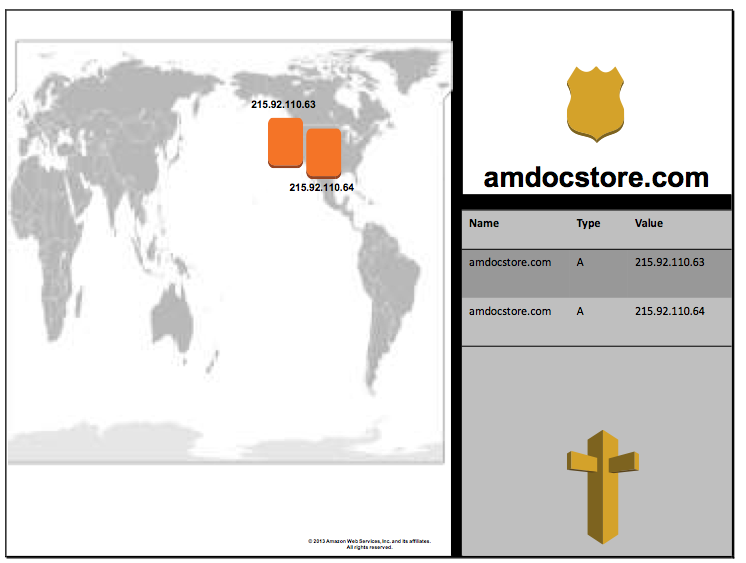 215.92.110.63
215.92.110.64
© 2013 Amazon Web Services, Inc. and its affiliates.
All rights reserved.
amdocstore.com
Name Type Value
amdocstore.com A 215.92.110.63
amdocstore.com A 215.92.110.64